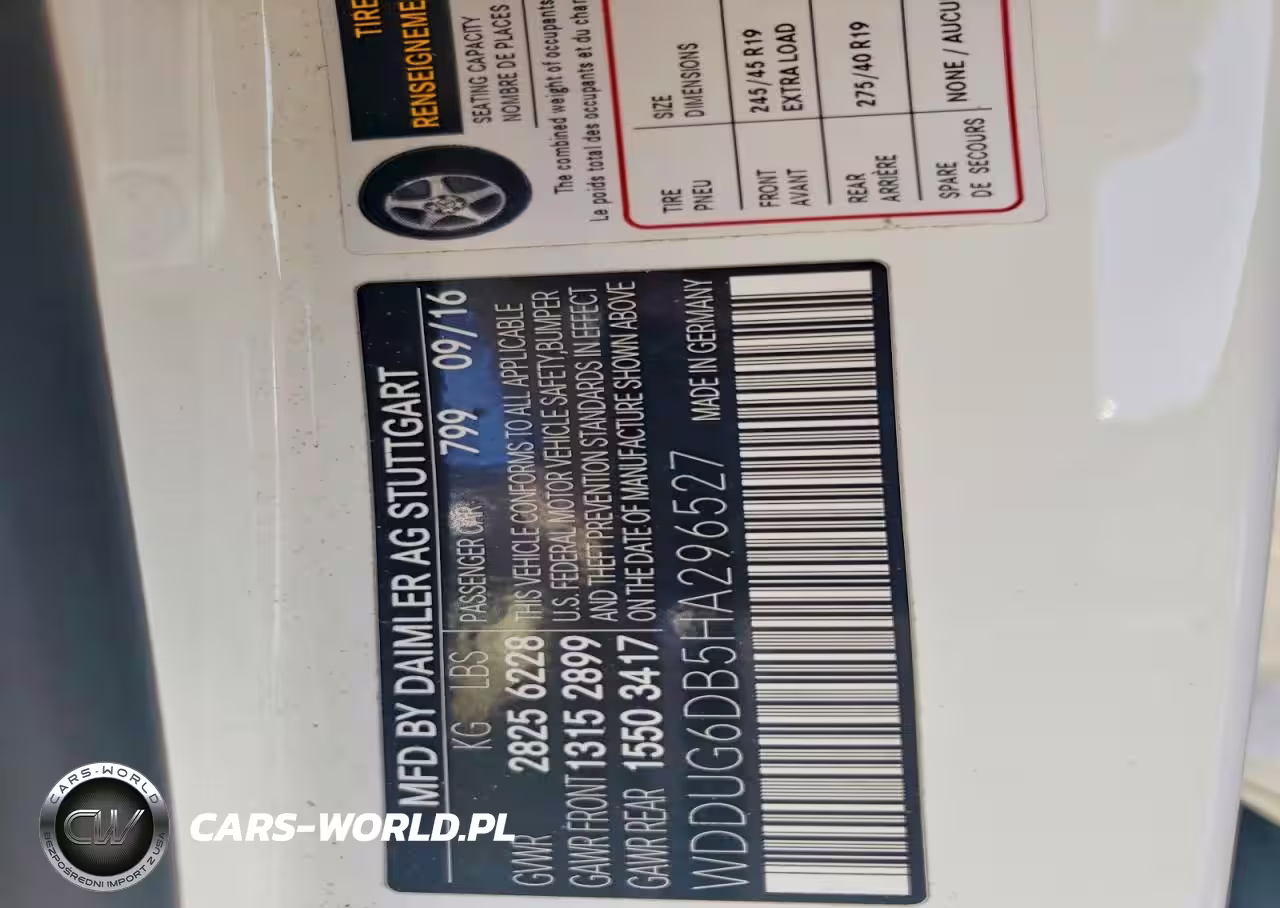 MFD BY DAIMLER AG STUTTGART
KG LBS PASSENGER CAR 799 09/16
GVWR 2825 6228 THIS VEHICLE CONFORMS TO ALL APPLICABLE
U.S. FEDERAL MOTOR VEHICLE SAFETY, BUMPER
GAWR FRONT 1315 2899 AND THEFT PREVENTION STANDARDS IN EFFECT
GAWR REAR 1550 3417 ON THE DATE OF MANUFACTURE SHOWN ABOVE
WDDUG6DB5HA296527 MADE IN GERMANY
TIRE
RENSEIGNEME
SEATING CAPACITY
NOMBRE DE PLACES
The combined weight of occupants
Le poids total des occupants et du char
TIRE SIZE
PNEU DIMENSIONS
FRONT 245/45 R19
AVANT EXTRA LOAD
REAR 275/40 R19
ARRIÈRE
SPARE NONE / AUCU
DE SECOURS
CARS-WORLD
CW
BEZPOŚREDNI IMPORT Z USA
CARS-WORLD.PL